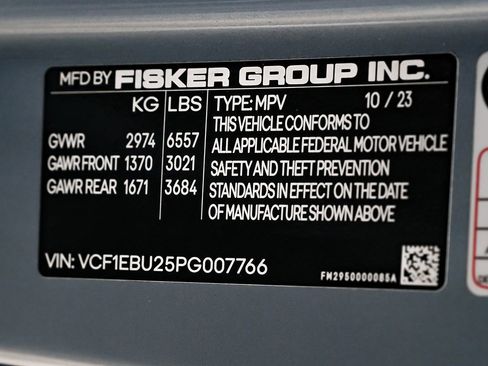 MFD BY FISKER GROUP INC.
KG LBS TYPE: MPV 10 / 23
THIS VEHICLE CONFORMS TO
GVWR 2974 6557 ALL APPLICABLE FEDERAL MOTOR VEHICLE
GAWR FRONT 1370 3021 SAFETY AND THEFT PREVENTION
GAWR REAR 1671 3684 STANDARDS IN EFFECT ON THE DATE
OF MANUFACTURE SHOWN ABOVE
VIN: VCF1EBU25PG007766
FM2950000085A